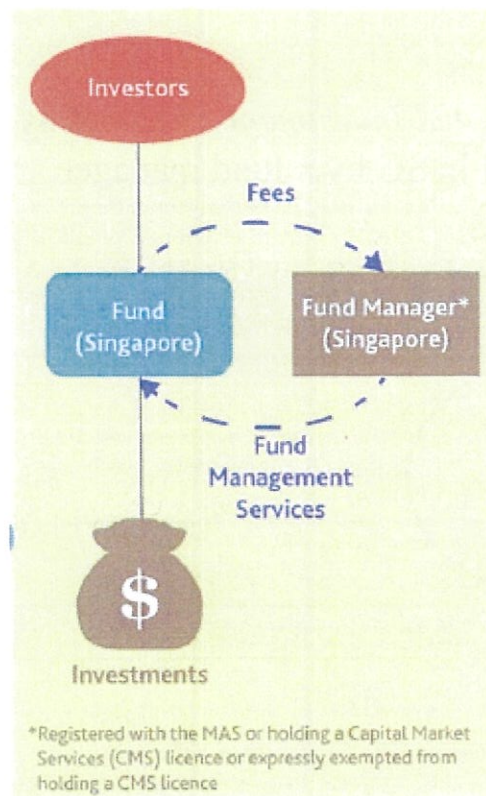 Investors
Fees
Fund
(Singapore)
Fund Manager*
(Singapore)
Fund
Management
Services
$
Investments
*Registered with the MAS or holding a Capital Market
Services (CMS) licence or expressly exempted from
holding a CMS licence